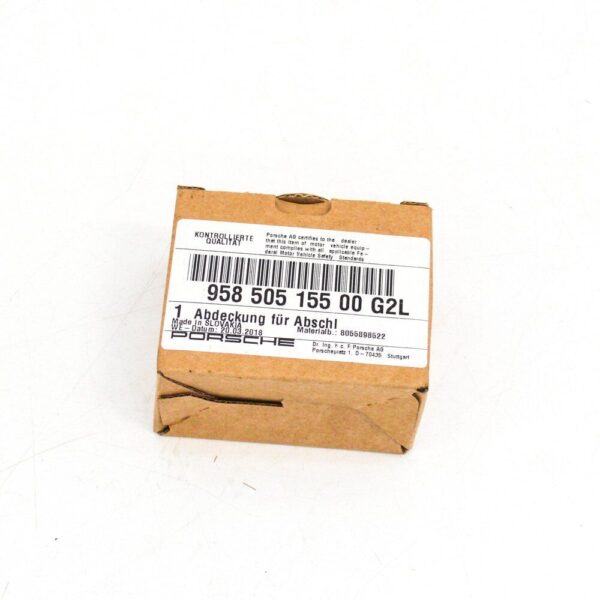 KONTROLLIERTE
QUALITÄT
Porsche AG certifies to the dealer
that this item of motor vehicle equip-
ment complies with all applicable Fe-
deral Motor Vehicle Safety Standards
958 505 155 00 G2L
1 Abdeckung für Abschl
Made in SLOVAKIA
WE-Datum: 20.03.2018 Materialb.: 8055898522
PORSCHE
Dr. Ing. h.c. F. Porsche AG
Porscheplatz 1, D-70435 Stuttgart